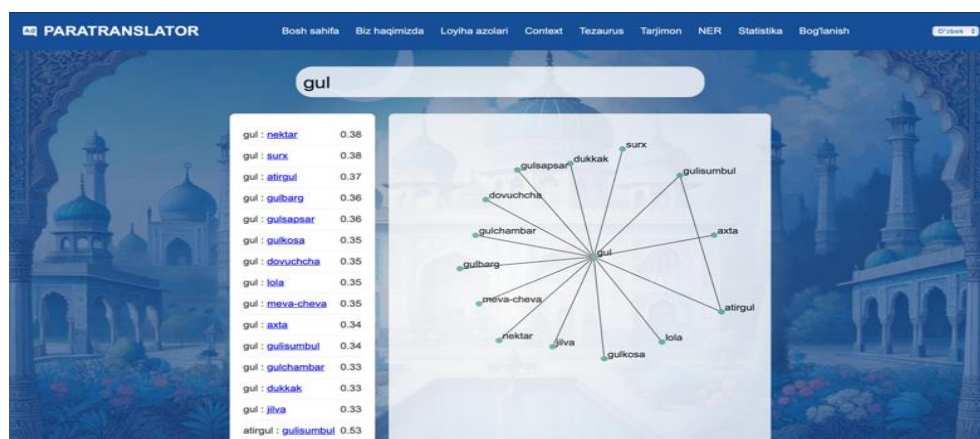 PARATRANSLATOR
Bosh sahifa Biz haqimizda Loyiha azolari Context Tezaurus Tarjimon NER Statistika Bog'lanish
O'zbek
gul
gul : nektar 0.38
gul : surx 0.38
gul : atirgul 0.37
gul : gulbarg 0.36
gul : gulsapsar 0.36
gul : gulkosa 0.35
gul : dovuchcha 0.35
gul : lola 0.35
gul : meva-cheva 0.35
gul : axta 0.34
gul : gulisumbul 0.34
gul : gulchambar 0.33
gul : dukkak 0.33
gul : jilva 0.33
atirgul : gulisumbul 0.53
surx
dukkak
gulsapsar
gulisumbul
dovuchcha
gulchambar
axta
gul
gulbarg
meva-cheva
atirgul
nektar
jilva
lola
gulkosa